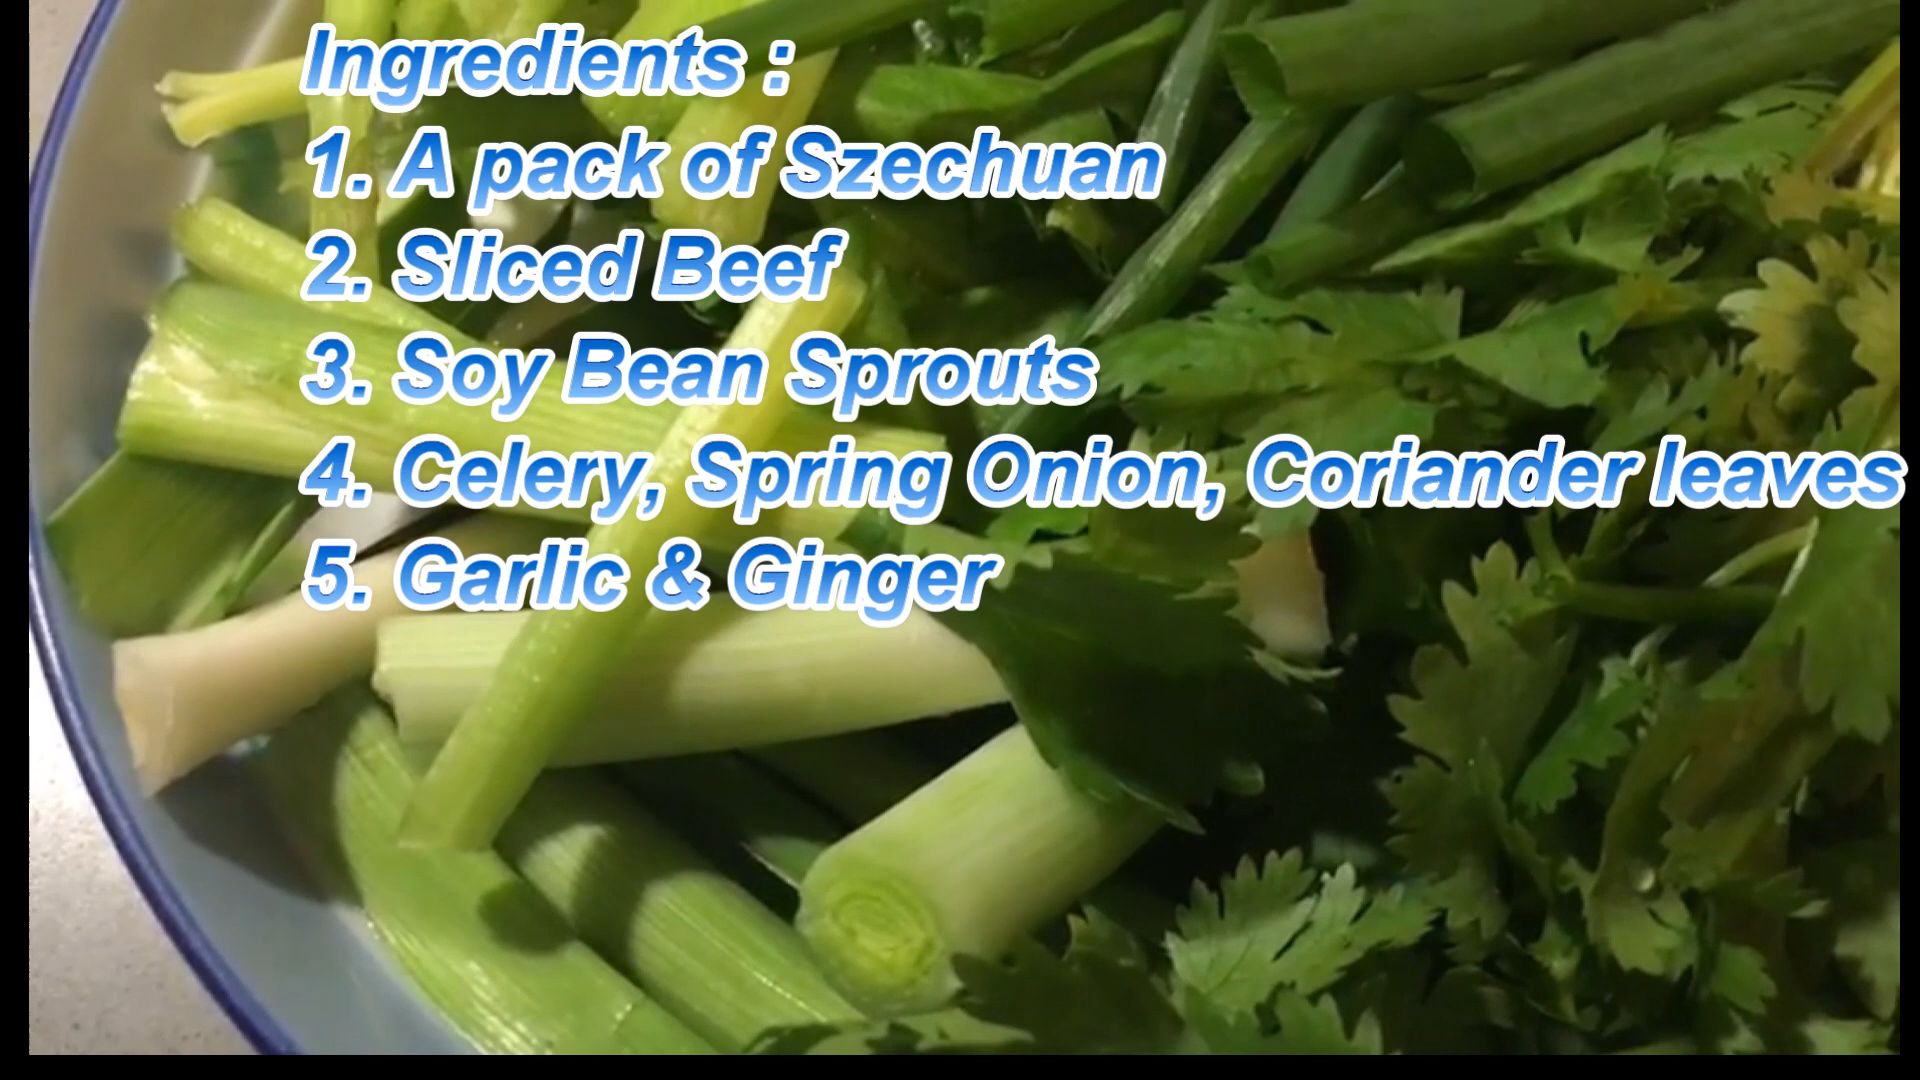 Ingredients :
1. A pack of Szechuan
2. Sliced Beef
3. Soy Bean Sprouts
4. Celery, Spring Onion, Coriander leaves
5. Garlic & Ginger